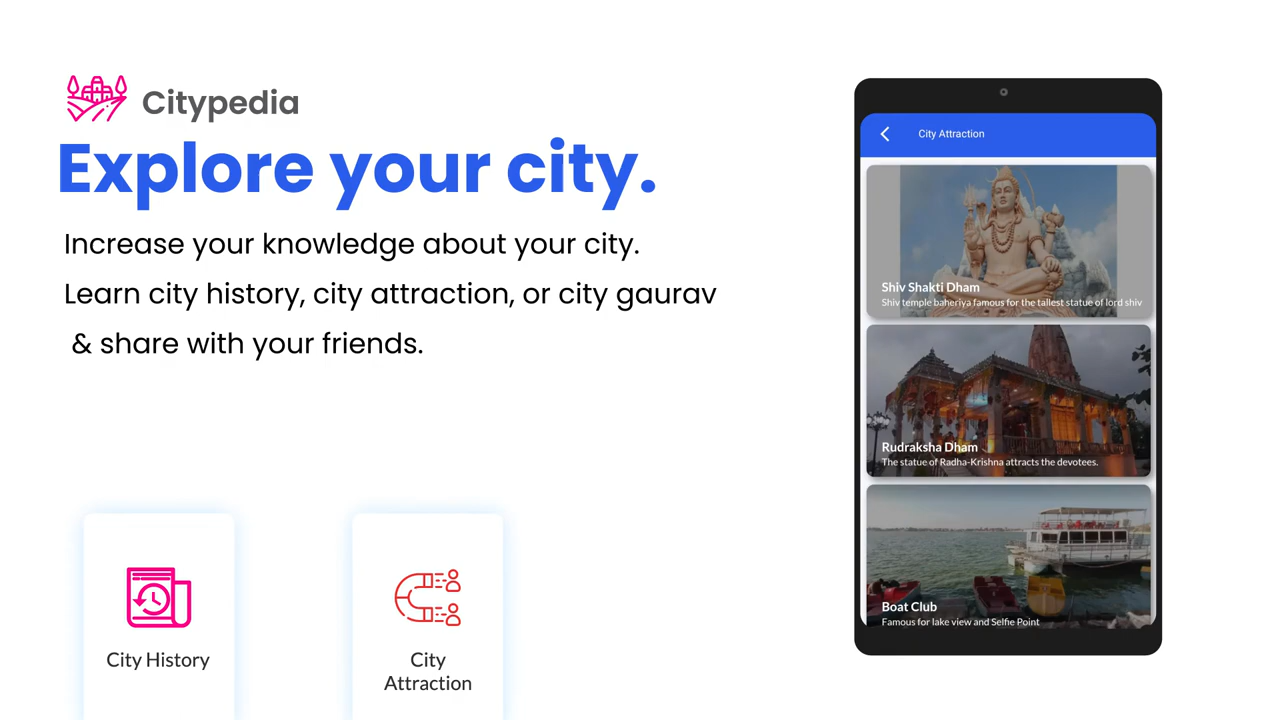 Citypedia
Explore your city.
Increase your knowledge about your city.
Learn city history, city attraction, or city gaurav
& share with your friends.
City History
City
Attraction
City Attraction
Shiv Shakti Dham
Shiv temple baheriya famous for the tallest statue of lord shiv
Rudraksha Dham
The statue of Radha-Krishna attracts the devotees.
Boat Club
Famous for lake view and Selfie Point